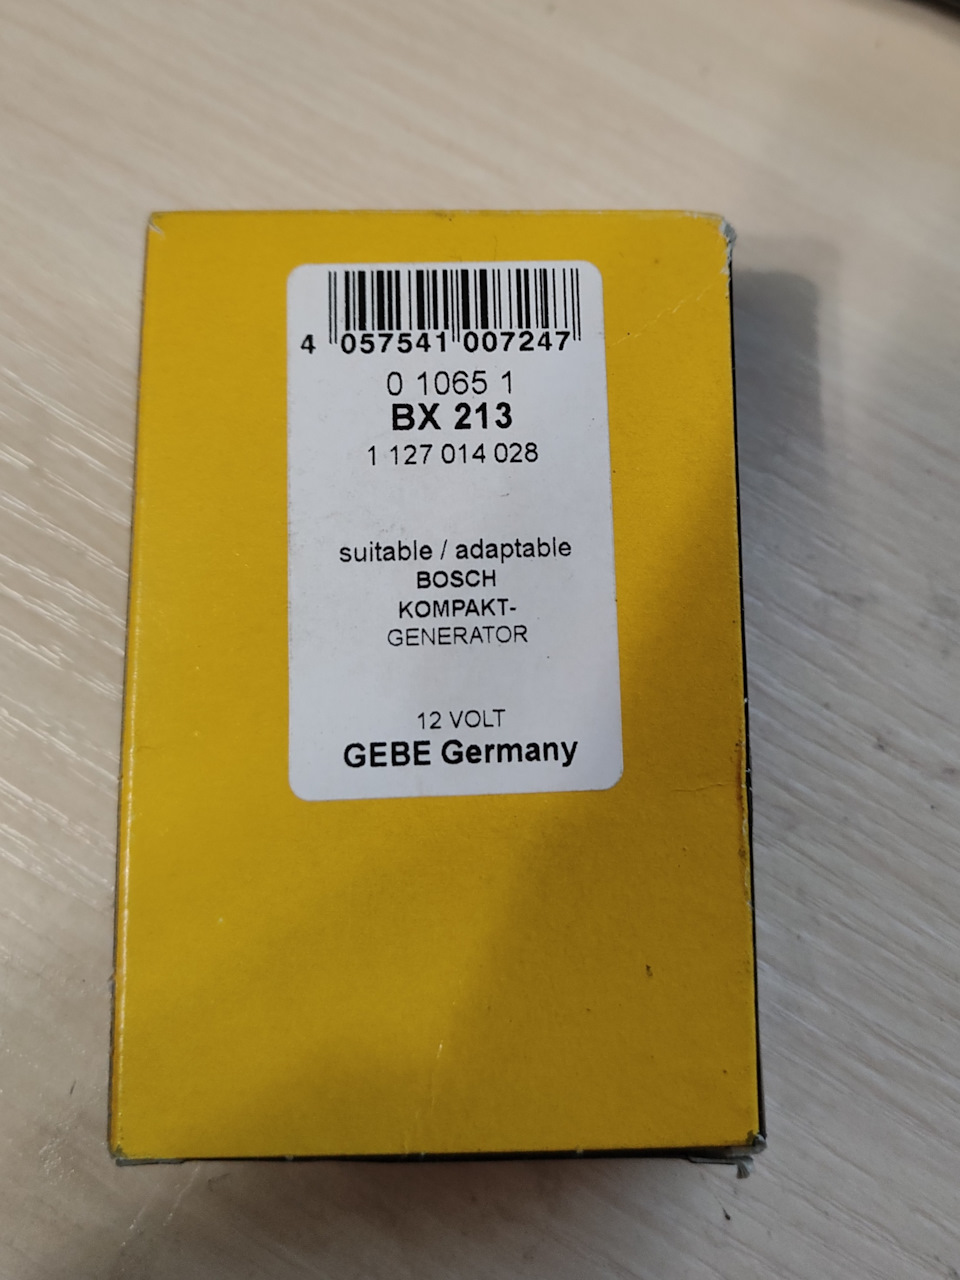 4 057541 007247
0 1065 1
BX 213
1 127 014 028
suitable / adaptable
BOSCH
KOMPAKT-
GENERATOR
12 VOLT
GEBE Germany